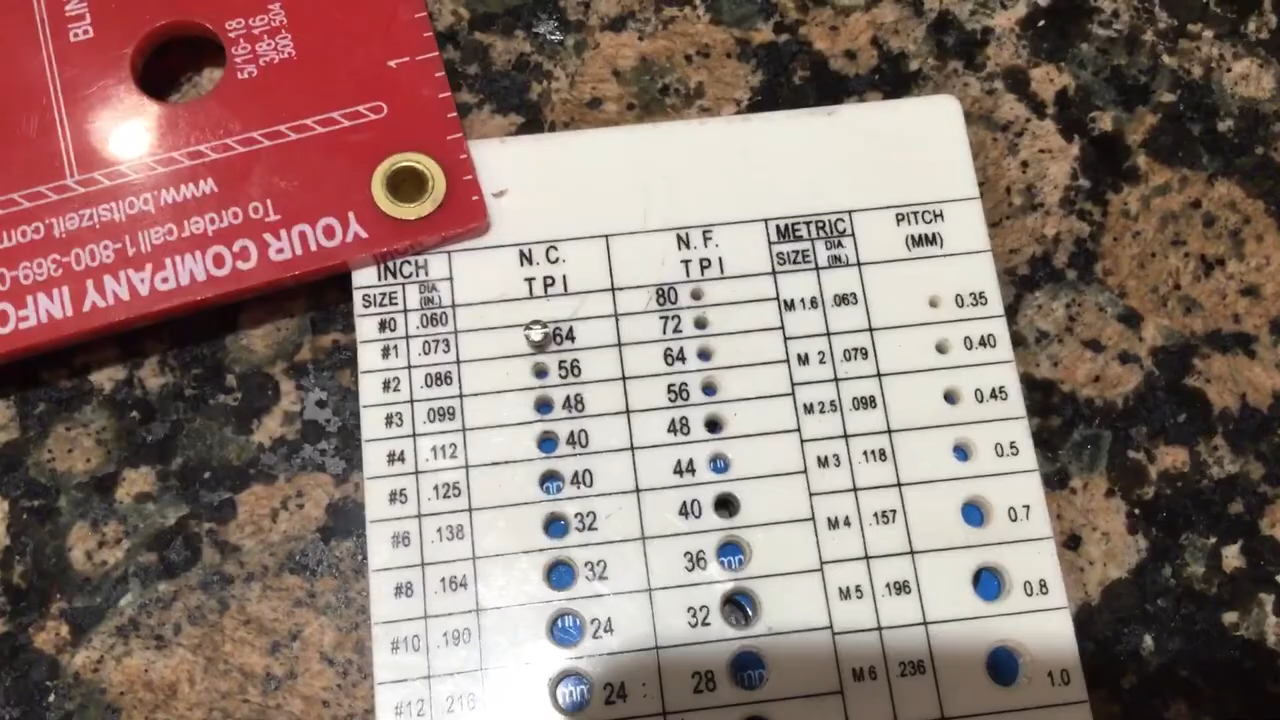 BLIN
5/16-18
3/8-16
.500-.504
1
www.boltsizeit.com
To order call 1-800-369-0
YOUR COMPANY INFO
INCH
N.C.
TPI
N.F.
TPI
METRIC
PITCH
(MM)
SIZE
DIA.
(IN.)
SIZE
DIA.
(IN.)
#0 .060 80
M 1.6 .063 0.35
#1 .073 64 72
#2 .086 56 64
M 2 .079 0.40
#3 .099 48 56
M 2.5 .098 0.45
#4 .112 40 48
M 3 .118 0.5
#5 .125 40 44
#6 .138 32 40
M 4 .157 0.7
#8 .164 32 36
M 5 .196 0.8
#10 .190 24 32
M 6 .236 1.0
#12 .216 24 28